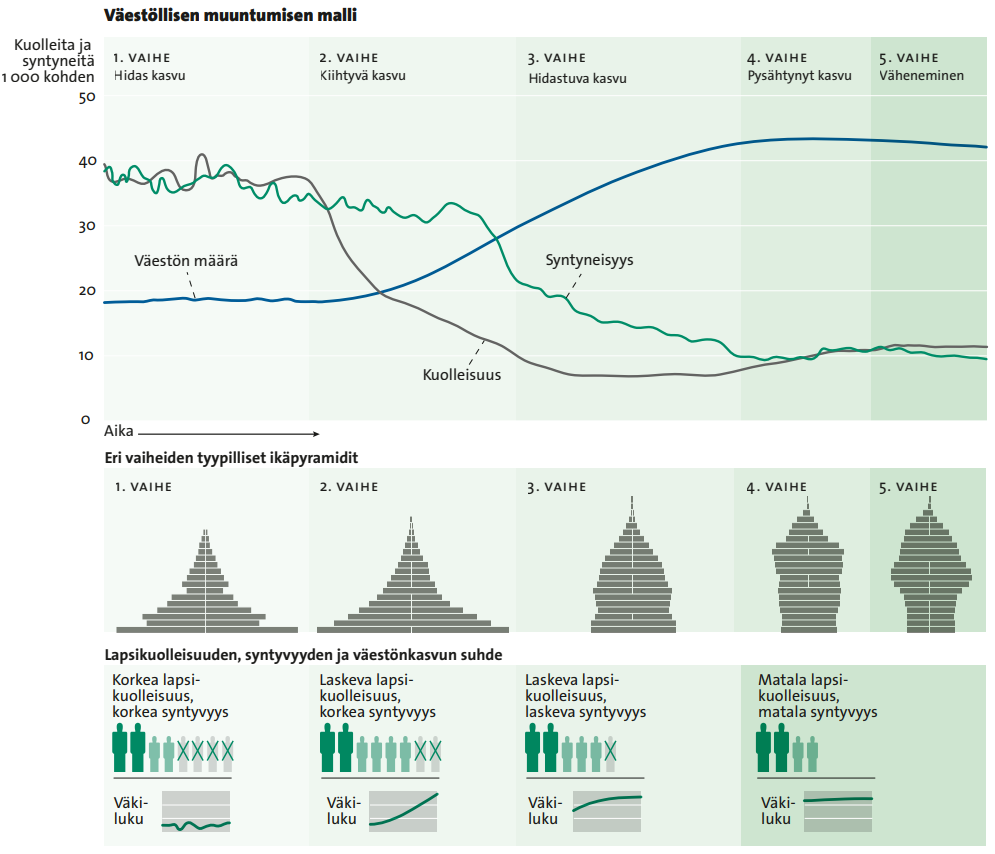 Väestöllisen muuntumisen malli
Kuolleita ja
syntyneitä
1 000 kohden
1. VAIHE
Hidas kasvu
2. VAIHE
Kiihtyvä kasvu
3. VAIHE
Hidastuva kasvu
4. VAIHE
Pysähtynyt kasvu
5. VAIHE
Väheneminen
50
40
30
20
10
0
Väestön määrä
Syntyneisyys
Kuolleisuus
Aika
Eri vaiheiden tyypilliset ikäpyramidit
1. VAIHE
2. VAIHE
3. VAIHE
4. VAIHE
5. VAIHE
Lapsikuolleisuuden, syntyvyyden ja väestönkasvun suhde
Korkea lapsi-
kuolleisuus,
korkea syntyvyys
Väki-
luku
Laskeva lapsi-
kuolleisuus,
korkea syntyvyys
Väki-
luku
Laskeva lapsi-
kuolleisuus,
laskeva syntyvyys
Väki-
luku
Matala lapsi-
kuolleisuus,
matala syntyvyys
Väki-
luku